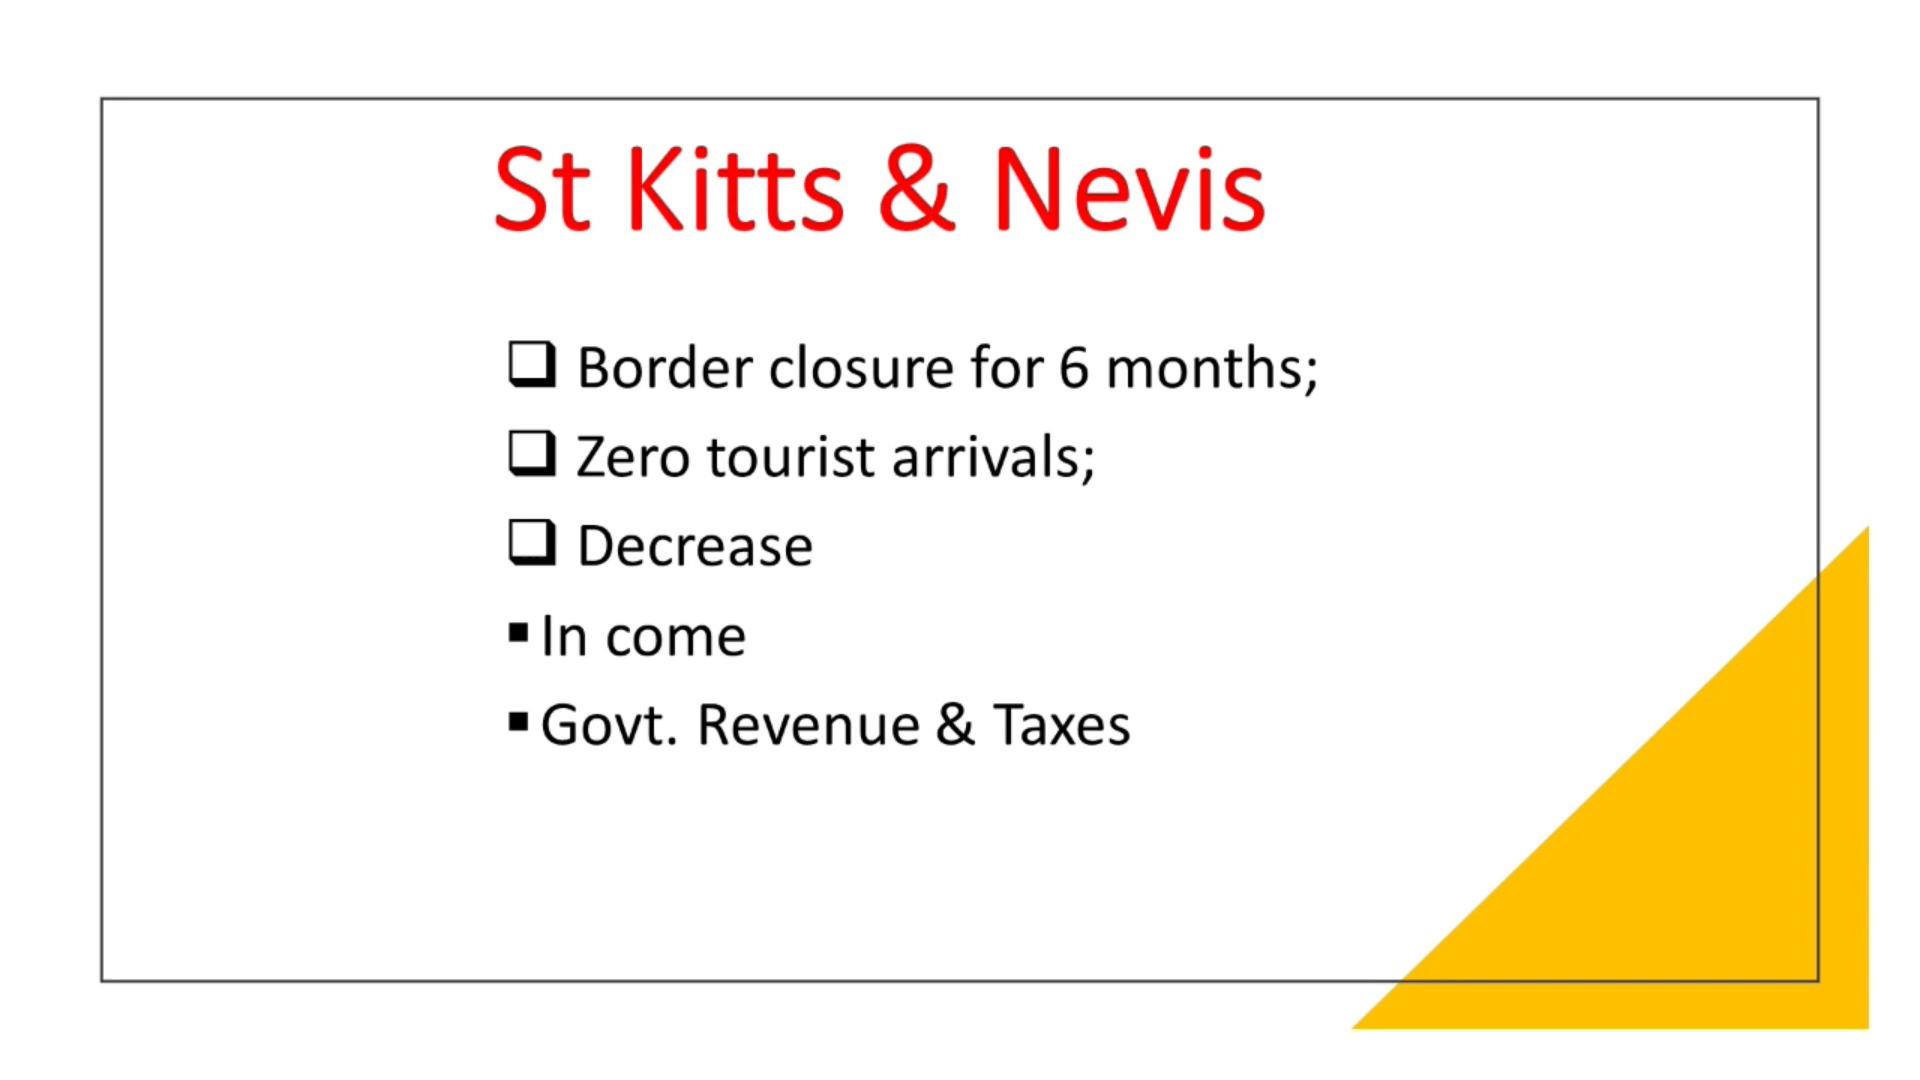 St Kitts & Nevis
❑ Border closure for 6 months;
❑ Zero tourist arrivals;
❑ Decrease
▪ In come
▪ Govt. Revenue & Taxes